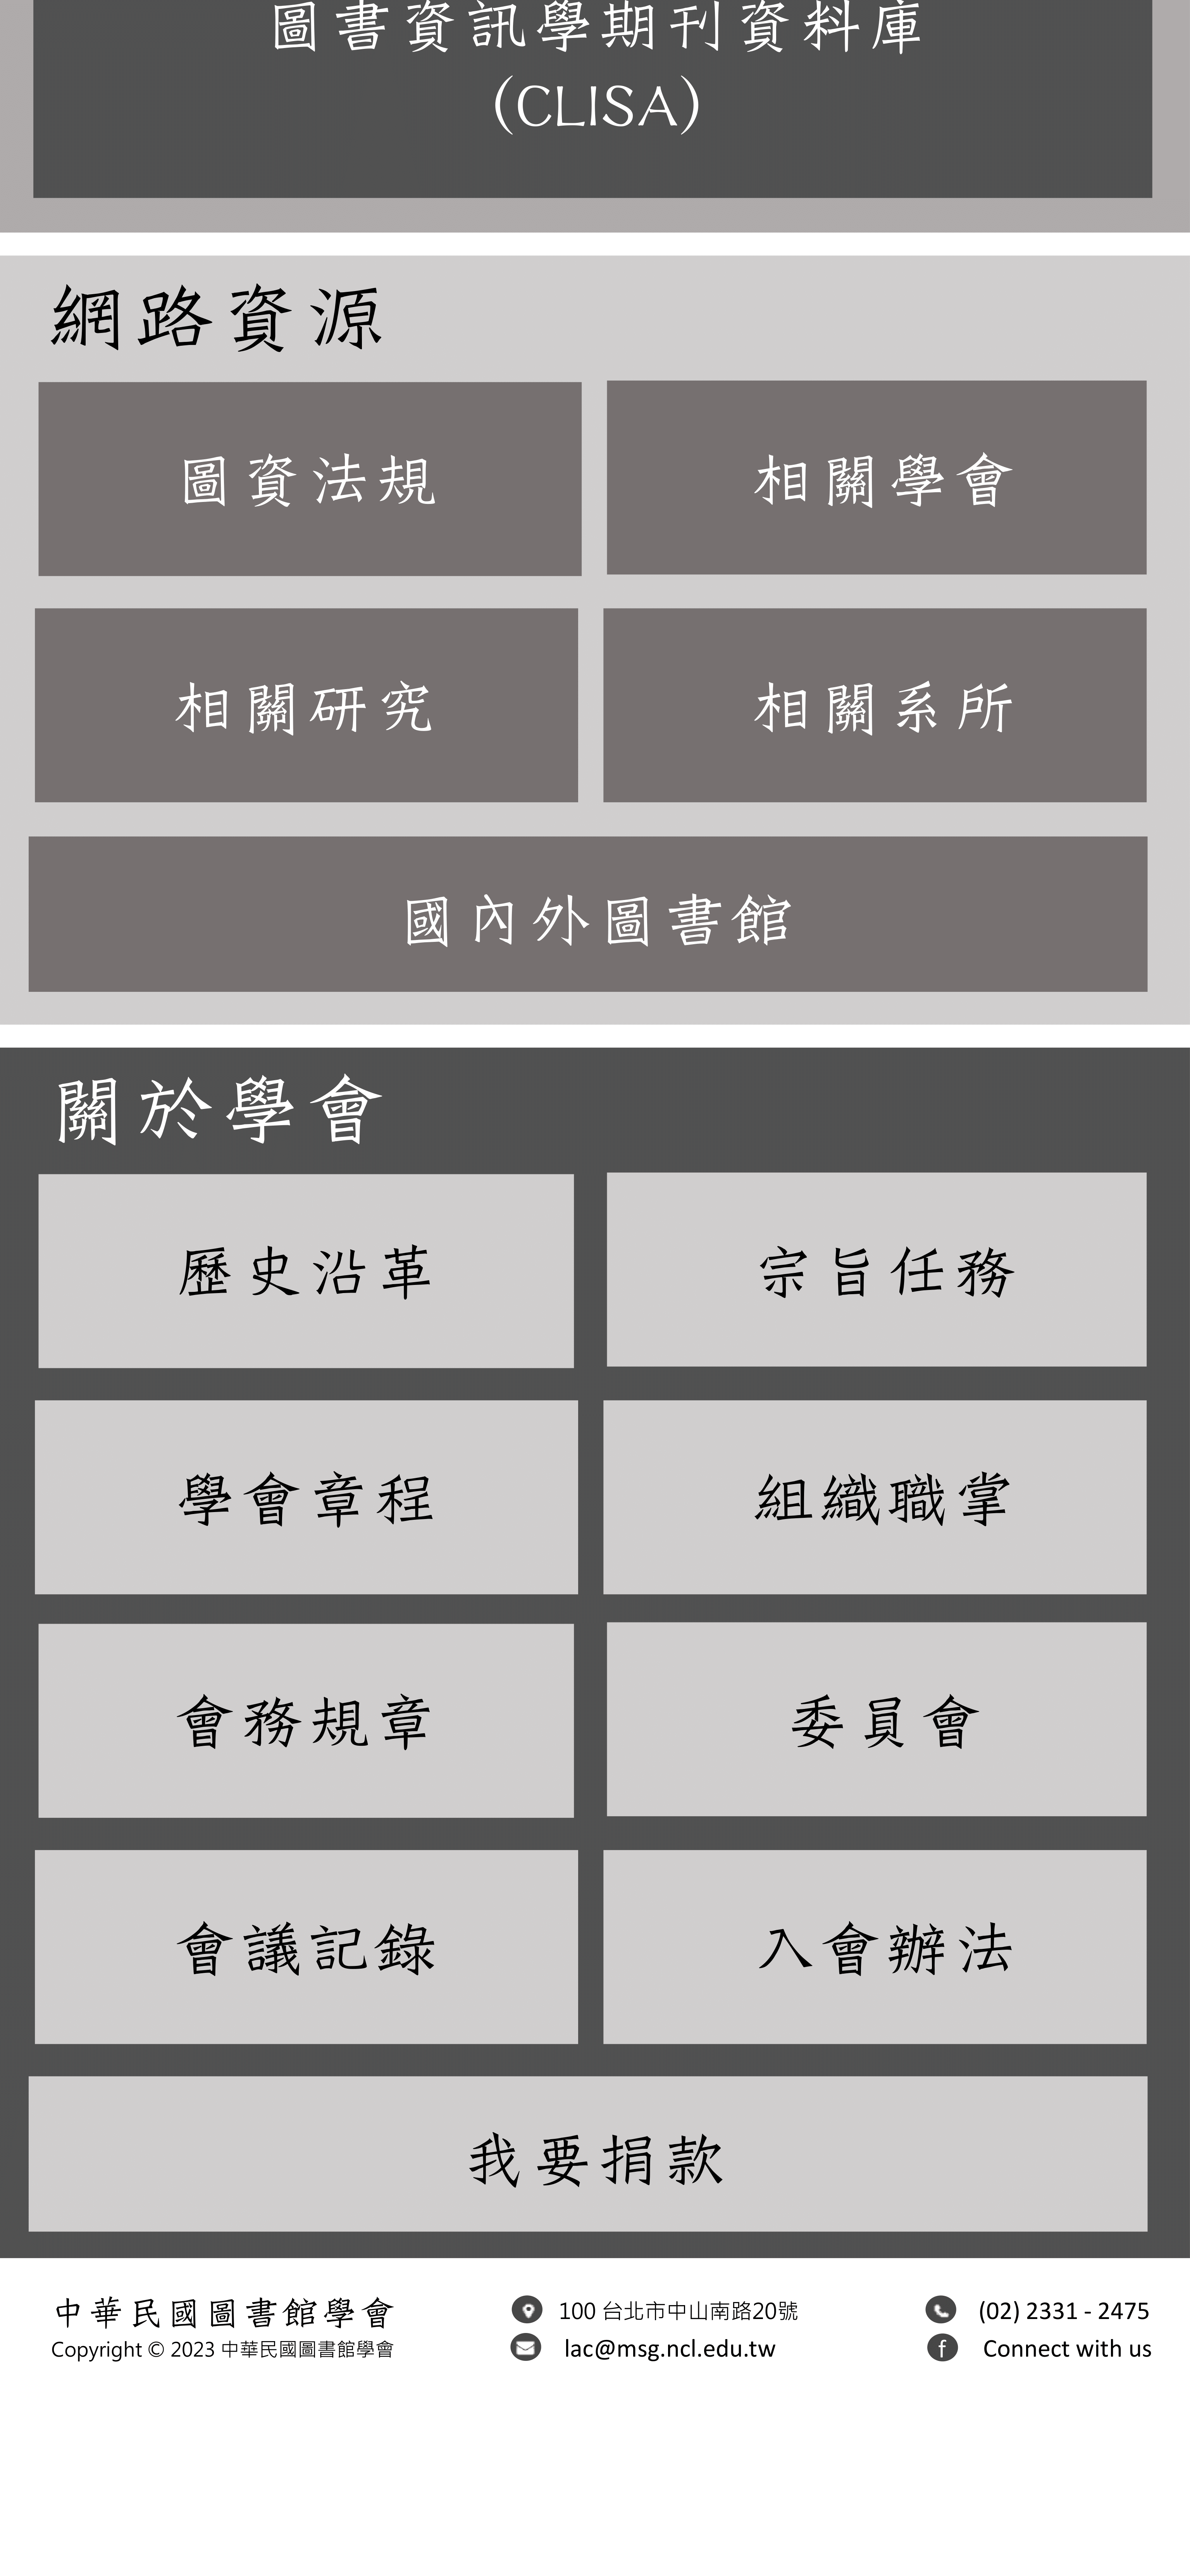 圖書資訊學期刊資料庫
(CLISA)
網路資源
圖資法規
相關學會
相關研究
相關系所
國內外圖書館
關於學會
歷史沿革
宗旨任務
學會章程
組織職掌
會務規章
委員會
會議記錄
入會辦法
我要捐款
中華民國圖書館學會
Copyright © 2023 中華民國圖書館學會
100 台北市中山南路20號
lac@msg.ncl.edu.tw
(02) 2331 - 2475
Connect with us